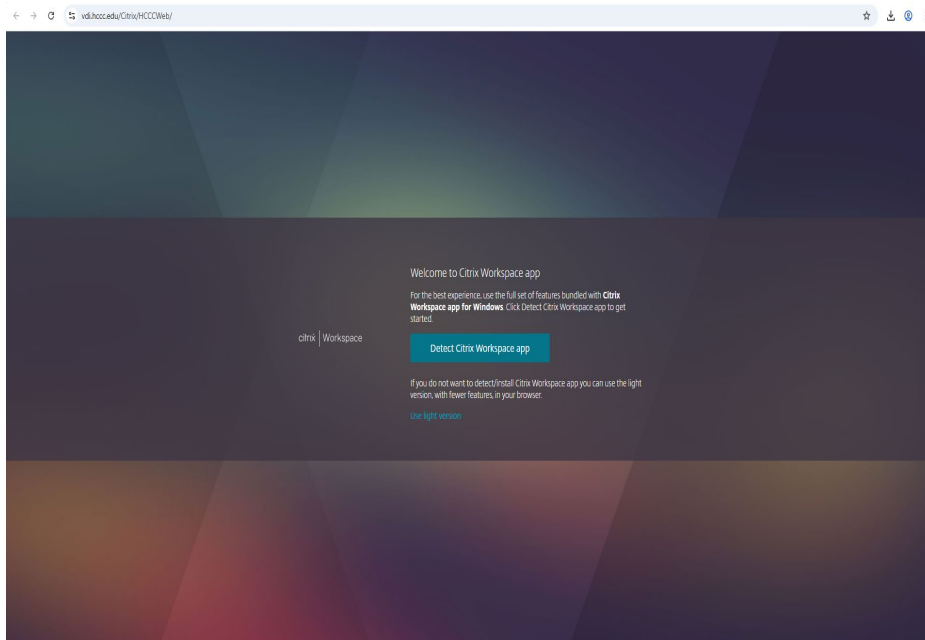 vdi.hccc.edu/Citrix/HCCCWeb/
Welcome to Citrix Workspace app
For the best experience, use the full set of features bundled with Citrix
Workspace app for Windows. Click Detect Citrix Workspace app to get
started.
citrix | Workspace
Detect Citrix Workspace app
If you do not want to detect/install Citrix Workspace app you can use the light
version, with fewer features, in your browser.
Use light version